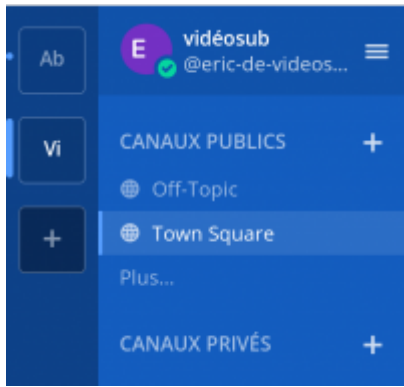 Ab
Vi
+
E
vidéosub
@eric-de-videos...
CANAUX PUBLICS +
Off-Topic
Town Square
Plus...
CANAUX PRIVÉS +